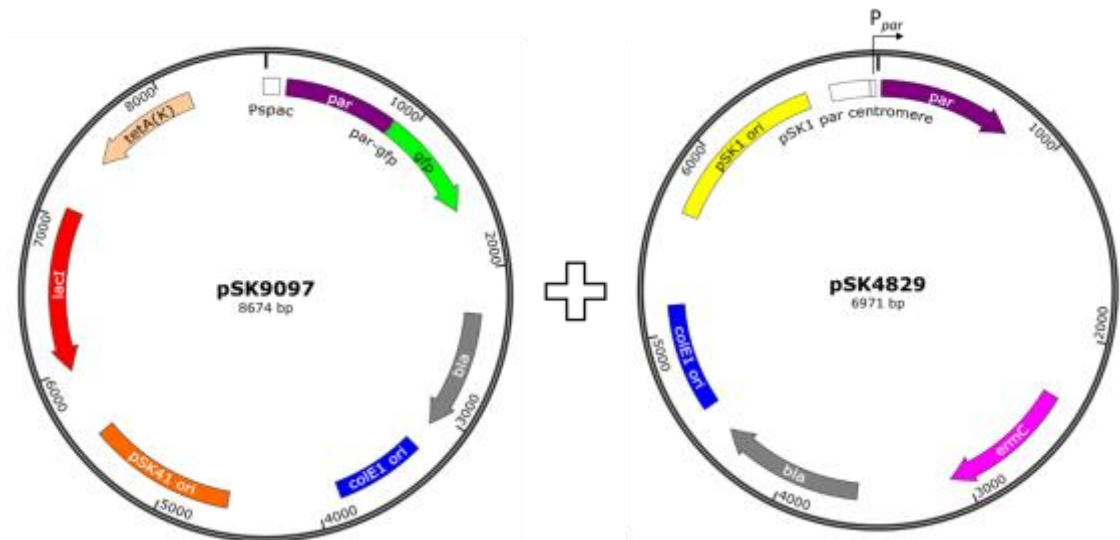 pSK9097
8674 bp
Pspac
par
par-gfp
gfp
1000
2000
bla
3000
colE1 ori
4000
pSK41 ori
5000
6000
lacI
7000
tetA(K)
8000
pSK4829
6971 bp
Ppar
par
pSK1 par centromere
1000
2000
ermC
3000
bla
4000
colE1 ori
5000
pSK1 ori
6000